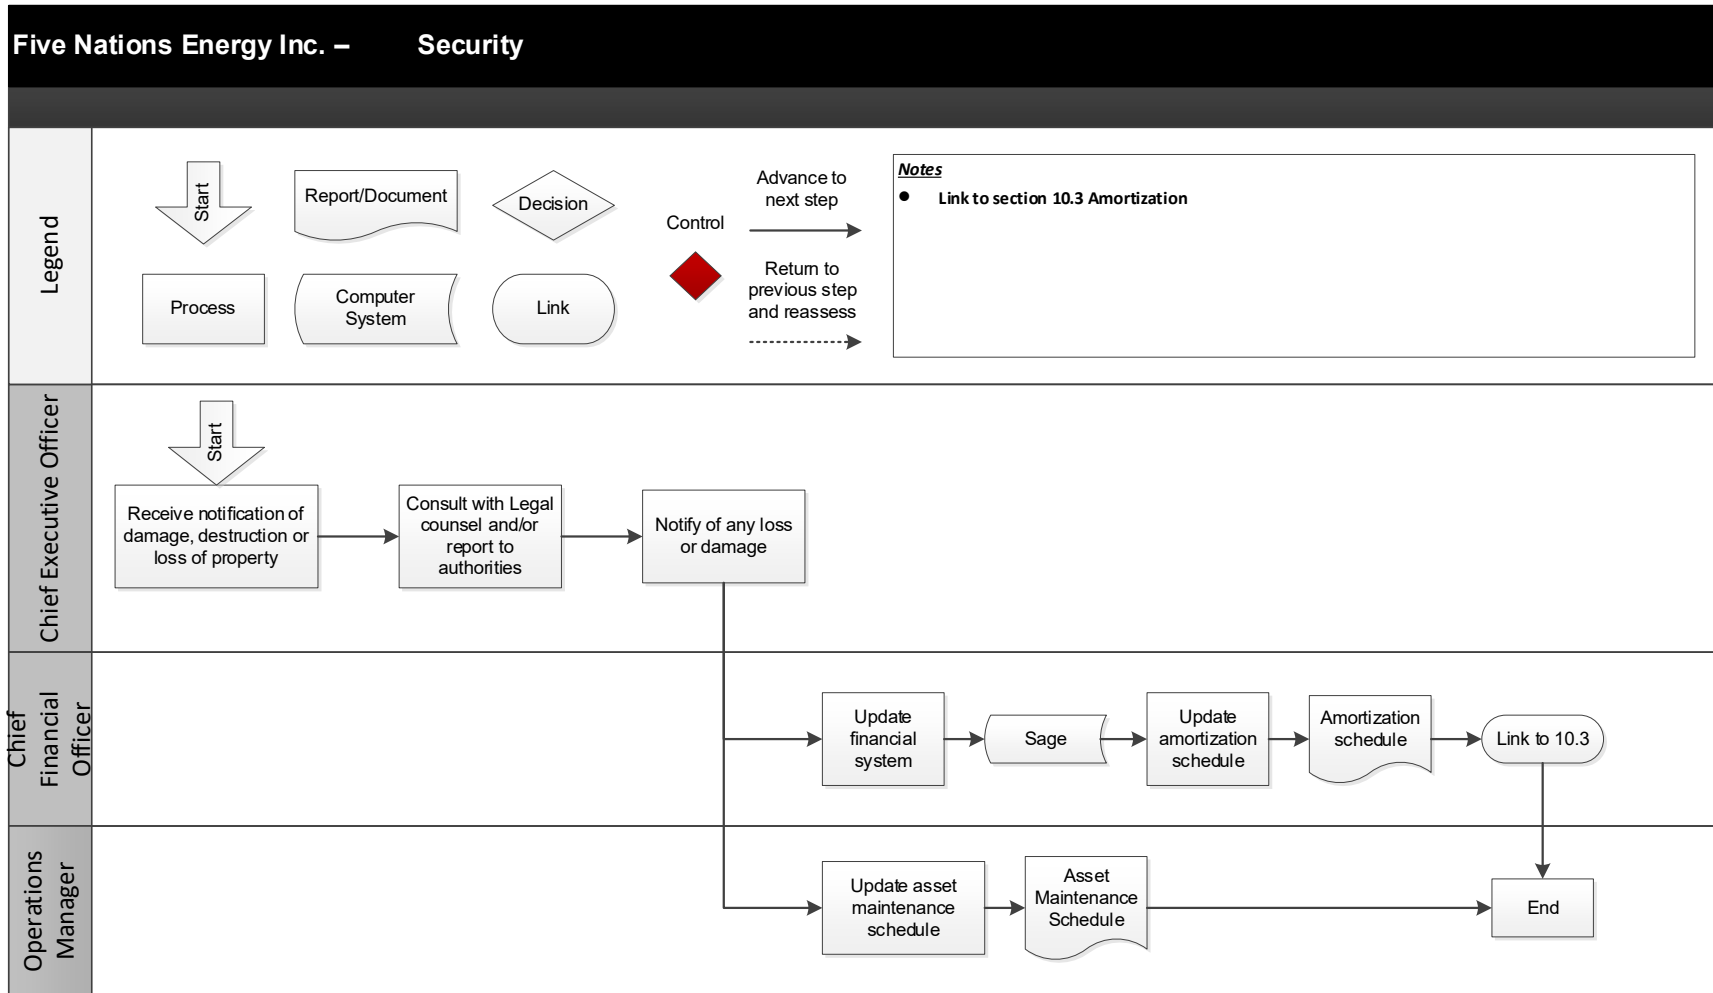 Five Nations Energy Inc. – Security
Legend
Start
Report/Document
Decision
Control
Advance to
next step
Process
Computer
System
Link
Return to
previous step
and reassess
Notes
● Link to section 10.3 Amortization
Chief Executive Officer
Start
Receive notification of
damage, destruction or
loss of property
Consult with Legal
counsel and/or
report to
authorities
Notify of any loss
or damage
Chief
Financial
Officer
Update
financial
system
Sage
Update
amortization
schedule
Amortization
schedule
Link to 10.3
Operations
Manager
Update asset
maintenance
schedule
Asset
Maintenance
Schedule
End